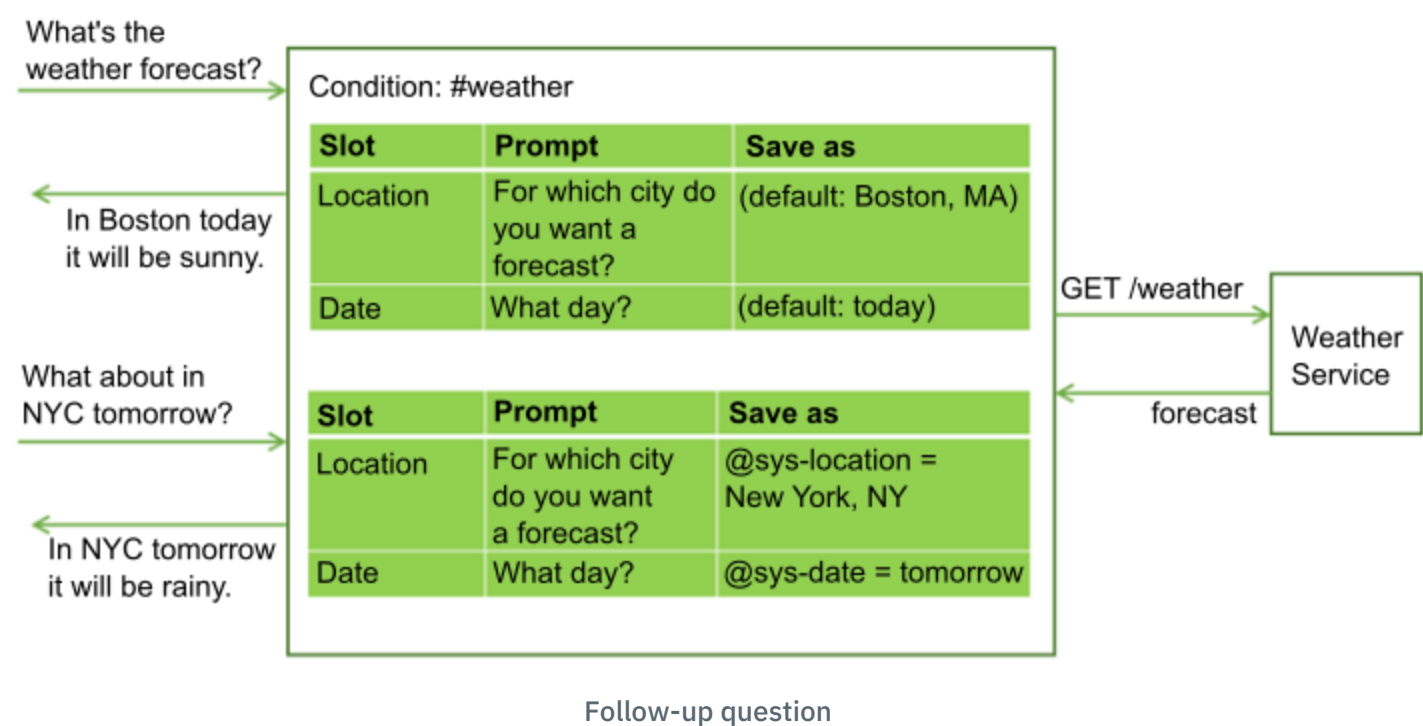 What's the
weather forecast?
Condition: #weather
Slot Prompt Save as
Location For which city do (default: Boston, MA)
you want a
forecast?
Date What day? (default: today)
In Boston today
it will be sunny.
GET /weather
Weather
Service
forecast
What about in
NYC tomorrow?
Slot Prompt Save as
Location For which city @sys-location =
do you want New York, NY
a forecast?
Date What day? @sys-date = tomorrow
In NYC tomorrow
it will be rainy.
Follow-up question